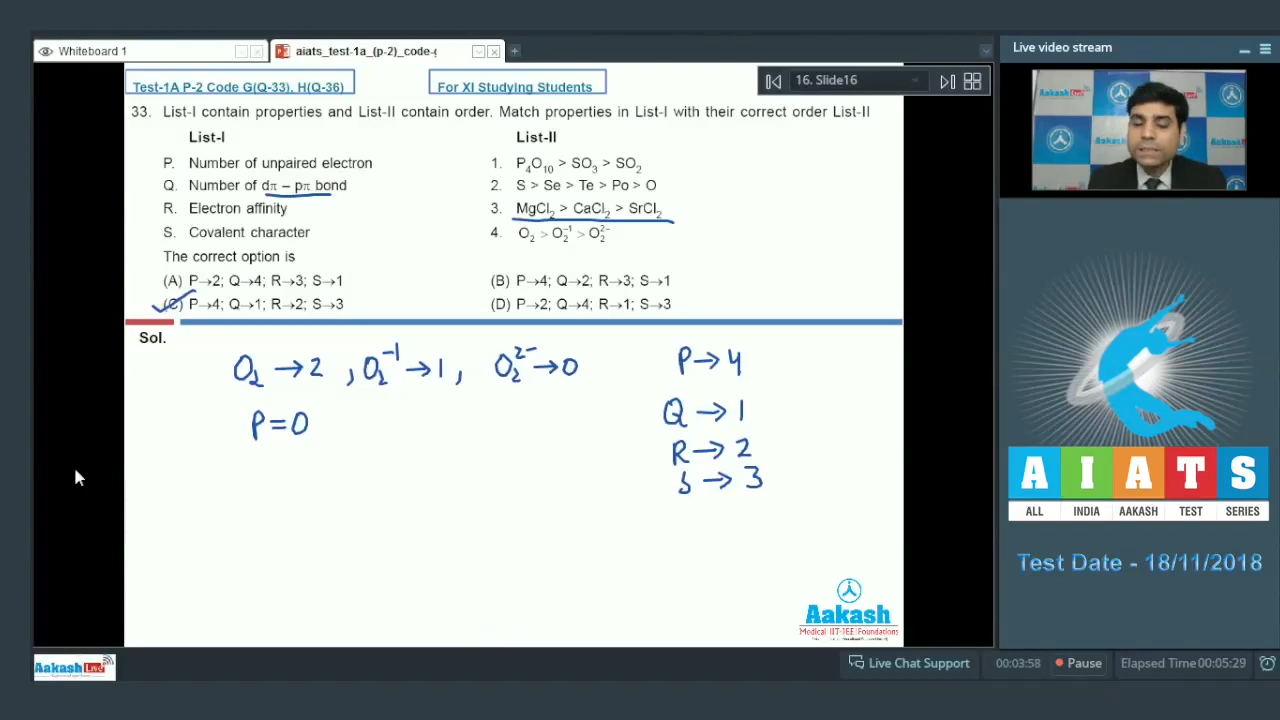 Whiteboard 1
aiats_test-1a_(p-2)_code-g
Live video stream
Test-1A P-2 Code G(Q-33), H(Q-36)
For XI Studying Students
16. Slide16
33. List-I contain properties and List-II contain order. Match properties in List-I with their correct order List-II
List-I List-II
P. Number of unpaired electron 1. P₄O₁₀ > SO₃ > SO₂
Q. Number of dπ – pπ bond 2. S > Se > Te > Po > O
R. Electron affinity 3. MgCl₂ > CaCl₂ > SrCl₂
S. Covalent character 4. O₂ > O₂⁻¹ > O₂²⁻
The correct option is
(A) P→2; Q→4; R→3; S→1 (B) P→4; Q→2; R→3; S→1
(C) P→4; Q→1; R→2; S→3 (D) P→2; Q→4; R→1; S→3
Sol.
O₂ → 2 , O₂⁻¹ → 1 , O₂²⁻ → 0
P = 0
P → 4
Q → 1
R → 2
S → 3
Aakash
Medical|IIT-JEE|Foundations
AIATS
ALL INDIA AAKASH TEST SERIES
Test Date - 18/11/2018
Aakash Live
Live Chat Support
00:03:58
Pause
Elapsed Time 00:05:29